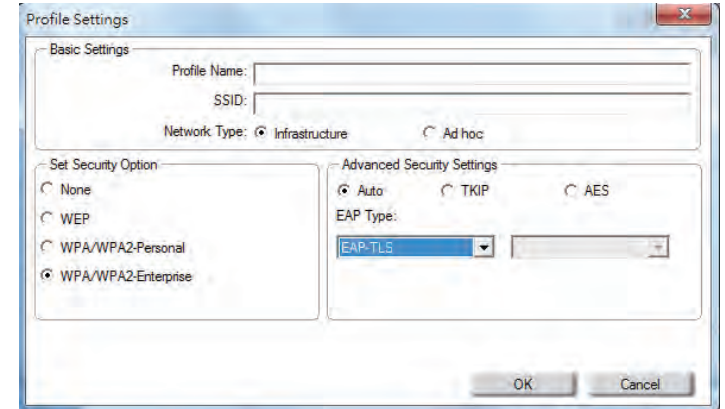 Profile Settings
Basic Settings
Profile Name:
SSID:
Network Type: Infrastructure Ad hoc
Set Security Option
None
WEP
WPA/WPA2-Personal
WPA/WPA2-Enterprise
Advanced Security Settings
Auto TKIP AES
EAP Type:
EAP-TLS
OK Cancel